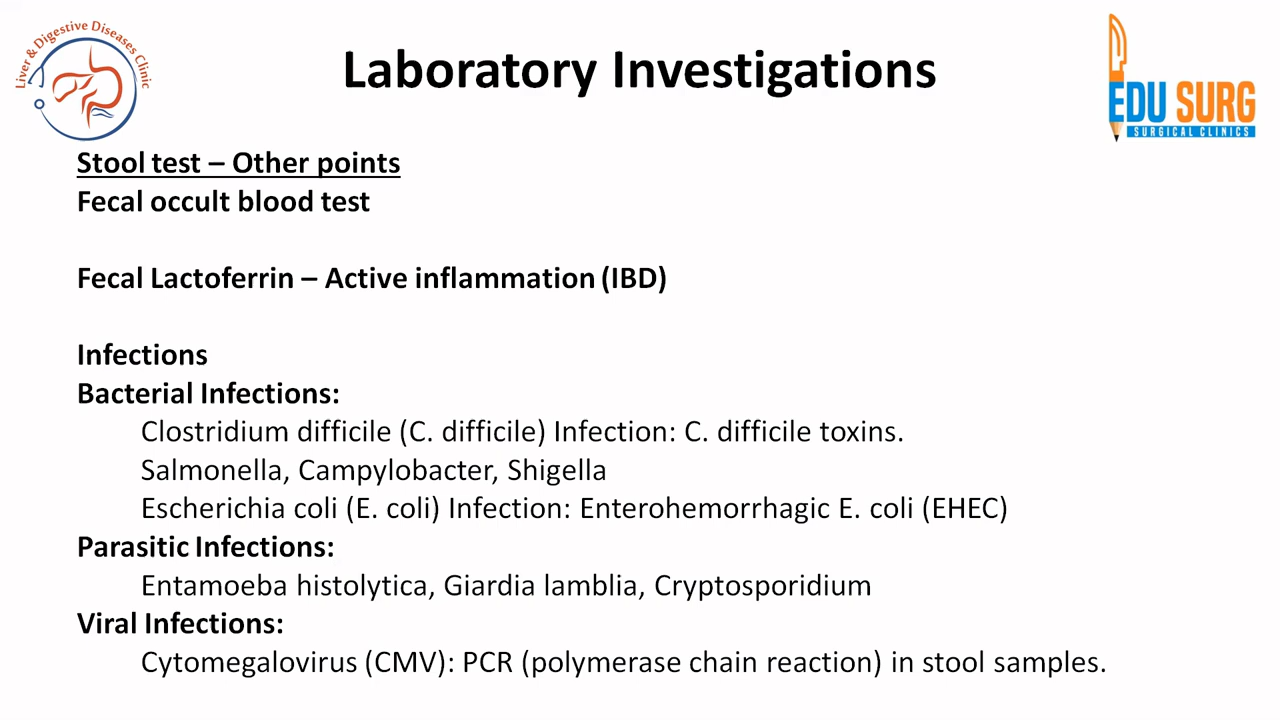 Liver & Digestive Diseases Clinic
Laboratory Investigations
EDU SURG
SURGICAL CLINICS
Stool test – Other points
Fecal occult blood test
Fecal Lactoferrin – Active inflammation (IBD)
Infections
Bacterial Infections:
Clostridium difficile (C. difficile) Infection: C. difficile toxins.
Salmonella, Campylobacter, Shigella
Escherichia coli (E. coli) Infection: Enterohemorrhagic E. coli (EHEC)
Parasitic Infections:
Entamoeba histolytica, Giardia lamblia, Cryptosporidium
Viral Infections:
Cytomegalovirus (CMV): PCR (polymerase chain reaction) in stool samples.